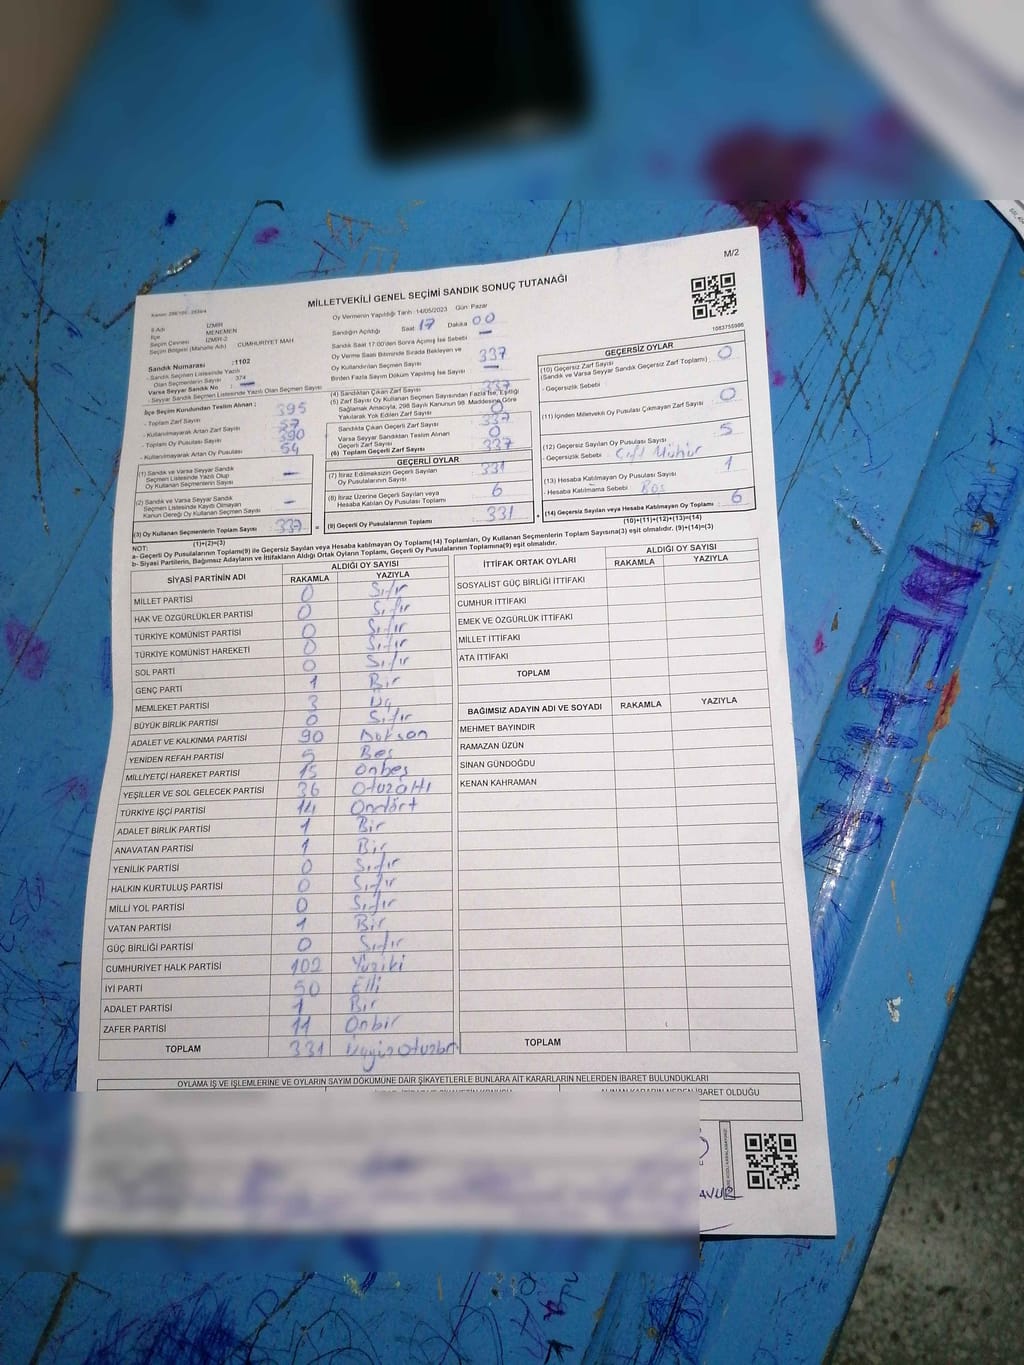 M/2
MİLLETVEKİLİ GENEL SEÇİMİ SANDIK SONUÇ TUTANAĞI
1083755986
İl Adı İZMİR
İlçe MENEMEN
Seçim Çevresi İZMİR-2
Seçim Bölgesi (Mahalle Adı) CUMHURİYET MAH
Sandık Numarası :1102
- Sandık Seçmen Listesinde Yazılı
Olan Seçmenlerin Sayısı 374
Varsa Seyyar Sandık No : —
- Seyyar Sandık Seçmen Listesinde Yazılı Olan Seçmen Sayısı
İlçe Seçim Kurulundan Teslim Alınan :
- Toplam Zarf Sayısı 395
- Kullanılmayarak Artan Zarf Sayısı 57
- Toplam Oy Pusulası Sayısı 390
- Kullanılmayarak Artan Oy Pusulası 54
(1) Sandık ve Varsa Seyyar Sandık
Seçmen Listesinde Yazılı Olup
Oy Kullanan Seçmenlerin Sayısı —
(2) Sandık ve Varsa Seyyar Sandık
Seçmen Listesinde Kaydı Olmayan
Kanun Gereği Oy Kullanan Seçmen Sayısı —
(3) Oy Kullanan Seçmenlerin Toplam Sayısı 337
(1)+(2)=(3)
Oy Vermenin Yapıldığı Tarih :14/05/2023 Gün :Pazar
Sandığın Açıldığı Saat 17 Dakika 00
Sandık Saat 17:00'den Sonra Açılmış İse Sebebi —
Oy Verme Saati Bitiminde Sırada Bekleyen ve
Oy Kullandırılan Seçmen Sayısı 337
Birden Fazla Sayım Döküm Yapılmış İse Sayısı —
(4) Sandıktan Çıkan Zarf Sayısı 337
(5) Zarf Sayısı Oy Kullanan Seçmen Sayısından Fazla İse, Eşitliği
Sağlamak Amacıyla, 298 Sayılı Kanunun 98. Maddesine Göre
Yakılarak Yok Edilen Zarf Sayısı 0
Sandıkta Çıkan Geçerli Zarf Sayısı 337
Varsa Seyyar Sandıktan Teslim Alınan
Geçerli Zarf Sayısı 0
(6) Toplam Geçerli Zarf Sayısı 337
GEÇERLİ OYLAR
(7) İtiraz Edilmeksizin Geçerli Sayılan
Oy Pusulalarının Sayısı 331
(8) İtiraz Üzerine Geçerli Sayılan veya
Hesaba Katılan Oy Pusulası Toplamı 6
(9) Geçerli Oy Pusulalarının Toplamı 331
GEÇERSİZ OYLAR
(10) Geçersiz Zarf Sayısı
(Sandık ve Varsa Seyyar Sandık Geçersiz Zarf Toplamı) 0
- Geçersizlik Sebebi
(11) İçinden Milletvekili Oy Pusulası Çıkmayan Zarf Sayısı 0
(12) Geçersiz Sayılan Oy Pusulası Sayısı 5
- Geçersizlik Sebebi Çift Mühür
(13) Hesaba Katılmayan Oy Pusulası Sayısı 1
- Hesaba Katılmama Sebebi Boş
(14) Geçersiz Sayılan veya Hesaba Katılmayan Oy Toplamı 6
(10)+(11)+(12)+(13)=(14)
NOT:
a- Geçerli Oy Pusulalarının Toplamı(9) ile Geçersiz Sayılan veya Hesaba katılmayan Oy Toplamı(14) Toplamları, Oy Kullanan Seçmenlerin Toplam Sayısına(3) eşit olmalıdır. (9)+(14)=(3)
b- Siyasi Partilerin, Bağımsız Adayların ve İttifakların Aldığı Ortak Oyların Toplamı, Geçerli Oy Pusulalarının Toplamına(9) eşit olmalıdır.
SİYASİ PARTİNİN ADI ALDIĞI OY SAYISI
RAKAMLA YAZIYLA
MİLLET PARTİSİ 0 Sıfır
HAK VE ÖZGÜRLÜKLER PARTİSİ 0 Sıfır
TÜRKİYE KOMÜNİST PARTİSİ 0 Sıfır
TÜRKİYE KOMÜNİST HAREKETİ 0 Sıfır
SOL PARTİ 0 Sıfır
GENÇ PARTİ 1 Bir
MEMLEKET PARTİSİ 3 Üç
BÜYÜK BİRLİK PARTİSİ 0 Sıfır
ADALET VE KALKINMA PARTİSİ 90 Doksan
YENİDEN REFAH PARTİSİ 5 Beş
MİLLİYETÇİ HAREKET PARTİSİ 15 Onbeş
YEŞİLLER VE SOL GELECEK PARTİSİ 36 Otuzaltı
TÜRKİYE İŞÇİ PARTİSİ 14 Ondört
ADALET BİRLİK PARTİSİ 1 Bir
ANAVATAN PARTİSİ 1 Bir
YENİLİK PARTİSİ 0 Sıfır
HALKIN KURTULUŞ PARTİSİ 0 Sıfır
MİLLİ YOL PARTİSİ 0 Sıfır
VATAN PARTİSİ 1 Bir
GÜÇ BİRLİĞİ PARTİSİ 0 Sıfır
CUMHURİYET HALK PARTİSİ 102 Yüziki
İYİ PARTİ 50 Elli
ADALET PARTİSİ 1 Bir
ZAFER PARTİSİ 11 Onbir
TOPLAM 331 Üçyüzotuzbir
İTTİFAK ORTAK OYLARI ALDIĞI OY SAYISI
RAKAMLA YAZIYLA
SOSYALİST GÜÇ BİRLİĞİ İTTİFAKI
CUMHUR İTTİFAKI
EMEK VE ÖZGÜRLÜK İTTİFAKI
MİLLET İTTİFAKI
ATA İTTİFAKI
TOPLAM
BAĞIMSIZ ADAYIN ADI VE SOYADI RAKAMLA YAZIYLA
MEHMET BAYINDIR
RAMAZAN ÜZÜN
SİNAN GÜNDOĞDU
KENAN KAHRAMAN
TOPLAM
OYLAMA İŞ VE İŞLEMLERİNE VE OYLARIN SAYIM DÖKÜMÜNE DAİR ŞİKAYETLERLE BUNLARA AİT KARARLARIN NELERDEN İBARET BULUNDUKLARI
ALINAN KARARIN NEDEN İBARET OLDUĞU